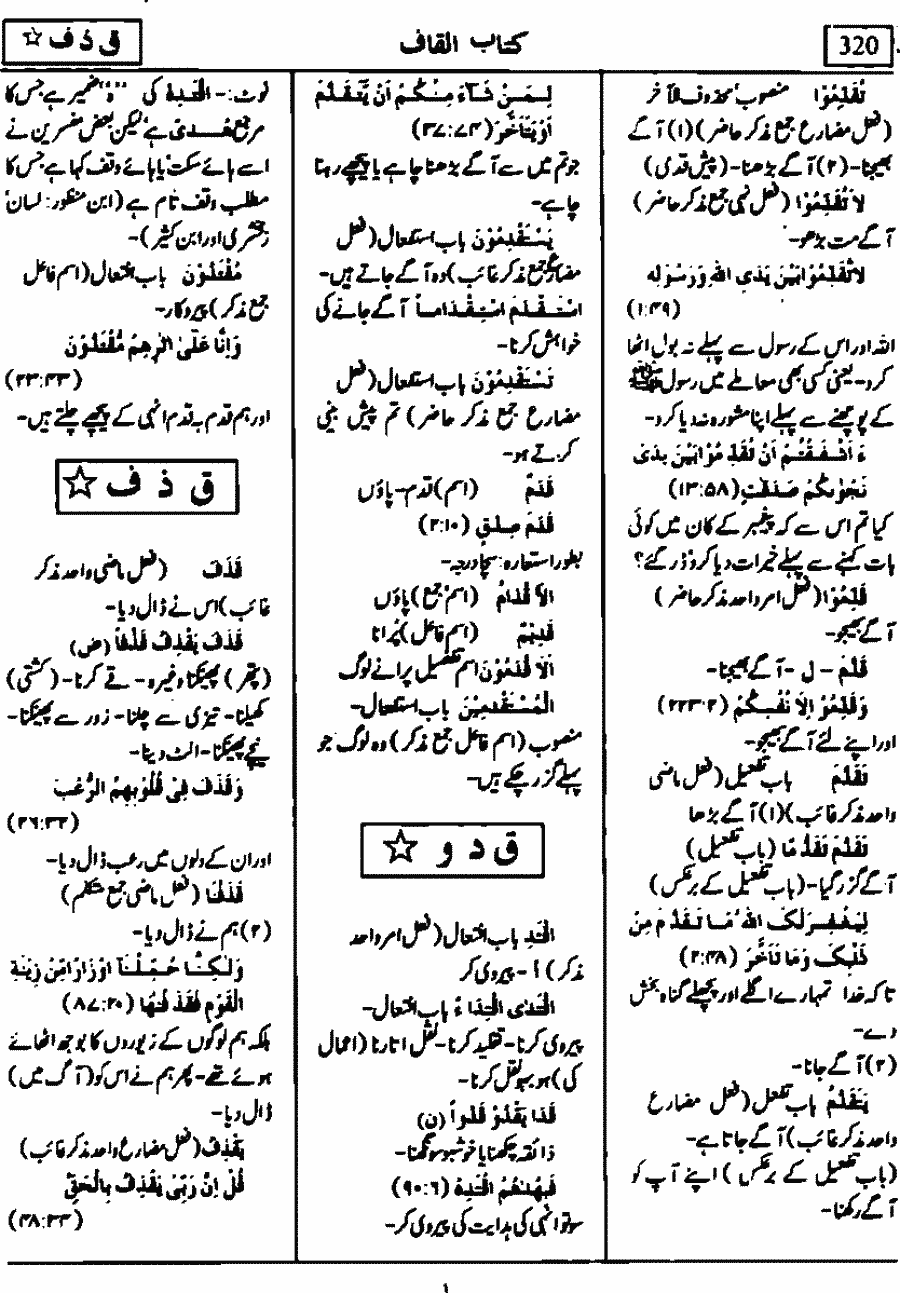 320
کتاب القاف
ق ذ ف ☆
تُقَدِّمُوْا منصوب بحذف نون آخر
(فعل مضارع جمع مذکر حاضر) (۱) آگے
بھیجنا-(۲) آگے بڑھنا-(پیش قدمی)
لَا تُقَدِّمُوْا (فعل نہی جمع مذکر حاضر)
آگے مت بڑھو-
لَاتُقَدِّمُوْا بَیْنَ یَدَیِ اللّٰہِ وَرَسُوْلِہٖ
(۱:۴۹)
اللہ اور اس کے رسول سے پہلے نہ بول اٹھا
کرو-یعنی کسی بھی معاملے میں رسول ﷺ
کے پوچھنے سے پہلے اپنا مشورہ نہ دیا کرو-
ءَ اَشْفَقْتُمْ اَنْ تُقَدِّمُوْا بَیْنَ یَدَیْ
نَجْوٰىكُمْ صَدَقٰتٍ (۱۳:۵۸)
کیا تم اس سے کہ پیغمبر کے کان میں کوئی
بات کہنے سے پہلے خیرات دیا کرو ڈر گئے؟
قَدِّمُوْا (فعل امر واحد مذکر حاضر)
آگے بھیجو-
قَدَّمَ - ل - آگے بھیجنا-
وَقَدِّمُوْا لِاَنْفُسِكُمْ (۲۲۳:۲)
اور اپنے لئے آگے بھیجو-
تَقَدَّمَ باب تفعیل (فعل ماضی
واحد مذکر غائب) (۱) آگے بڑھا
تَقَدَّمَ تَقَدُّمًا (باب تفعیل)
آگے گزر گیا-(باب تفعیل کے برعکس)
لِیَغْفِرَ لَکَ اللّٰہُ مَا تَقَدَّمَ مِنْ
ذَنْبِکَ وَمَا تَاَخَّرَ (۲:۴۸)
تاکہ خدا تمہارے اگلے اور پچھلے گناہ بخش
دے-
(۲) آگے جانا-
یَتَقَدَّمُ باب تفعل (فعل مضارع
واحد مذکر غائب) آگے جاتا ہے-
(باب تفعیل کے برعکس) اپنے آپ کو
آگے رکھنا-
لِمَنْ شَآءَ مِنْكُمْ اَنْ یَّتَقَدَّمَ
اَوْ یَتَاَخَّرَ (۳۷:۷۴)
جو تم میں سے آگے بڑھنا چاہے یا پیچھے رہنا
چاہے-
یَسْتَقْدِمُوْنَ باب استفعال (فعل
مضارع جمع مذکر غائب) وہ آگے جاتے ہیں-
اسْتَقْدَمَ اسْتِقْدَاماً آگے جانے کی
خواہش کرنا-
تَسْتَقْدِمُوْنَ باب استفعال (فعل
مضارع جمع مذکر حاضر) تم پیش بینی
کرتے ہو-
قَدَمٌ (اسم) قدم-پاؤں
قَدَمَ صِدْقٍ (۲:۱۰)
بطور استعارہ: سچا درجہ-
الْاَقْدَامُ (اسم جمع) پاؤں
قَدِیْمٌ (اسم فاعل) پُرانا
اَلْاَقْدَمُوْنَ اسم تفضیل پرانے لوگ
الْمُسْتَقْدِمِیْنَ باب استفعال-
منصوب (اسم فاعل جمع مذکر) وہ لوگ جو
پہلے گزر چکے ہیں-
ق د و ☆
اقْتَدِ باب افتعال (فعل امر واحد
مذکر) أ - پیروی کر
اقْتَدٰی اقْتِدَاءً باب افتعال-
پیروی کرنا-تقلید کرنا-نقل اتارنا (اعمال
کی) ہو بہو نقل کرنا-
قَدَا یَقْدُوْ قَدْواً (ن)
ذائقہ چکھنا یا خوشبو سونگھنا-
فَبِھُدٰھُمُ اقْتَدِہْ (۹۰:۶)
سو تو انہی کی ہدایت کی پیروی کر-
نوٹ:- اقْتَدِہْ کی "ہ" ضمیر ہے جس کا
مرجع ھُدٰی ہے لیکن بعض مفسرین نے
اسے ہائے سکت یا ہائے وقف کہا ہے جس کا
مطلب وقف تام ہے (ابن منظور: لسان'
زمخشری اور ابن کثیر)-
مُقْتَدُوْنَ باب افتعال (اسم فاعل
جمع مذکر) پیروکار-
وَاِنَّا عَلٰٓی اٰثٰرِھِمْ مُّقْتَدُوْنَ
(۲۳:۴۳)
اور ہم قدم بہ قدم انہی کے پیچھے چلتے ہیں-
ق ذ ف ☆
قَذَفَ (فعل ماضی واحد مذکر
غائب) اس نے ڈال دیا-
قَذَفَ یَقْذِفُ قَذْفاً (ض)
(پتھر) پھینکنا وغیرہ- قے کرنا-(کشتی)
کھیلنا- تیزی سے چلنا- زور سے پھینکنا-
نیچے پھینکنا-الٹ دینا-
وَقَذَفَ فِیْ قُلُوْبِھِمُ الرُّعْبَ
(۲۶:۳۳)
اور ان کے دلوں میں رعب ڈال دیا-
قَذَفْنَا (فعل ماضی جمع متکلم)
(۲) ہم نے ڈال دیا-
وَلٰکِنَّا حُمِّلْنَآ اَوْزَارًا مِّنْ زِیْنَۃِ
الْقَوْمِ فَقَذَفْنٰھَا (۸۷:۲۰)
بلکہ ہم لوگوں کے زیوروں کا بوجھ اٹھائے
ہوئے تھے-پھر ہم نے اس کو (آگ میں)
ڈال دیا-
یَقْذِفُ (فعل مضارع واحد مذکر غائب)
قُلْ اِنَّ رَبِّیْ یَقْذِفُ بِالْحَقِّ
(۴۸:۳۴)
۱